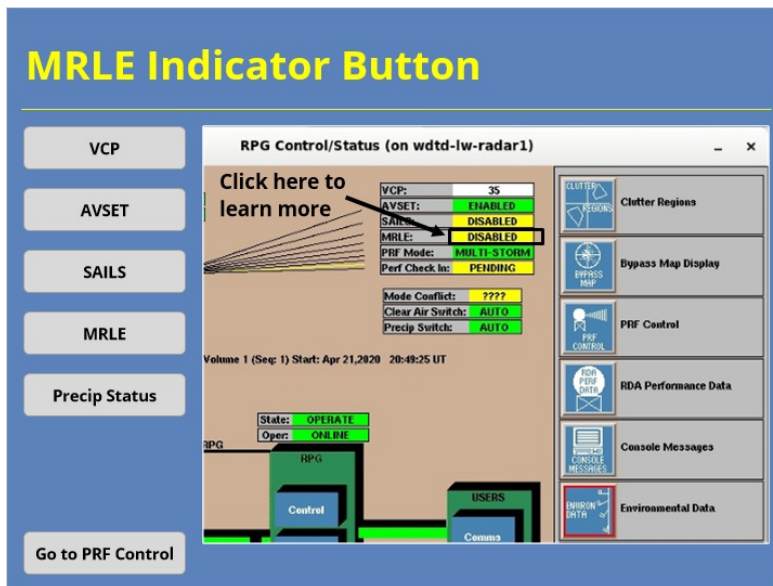 MRLE Indicator Button
VCP
AVSET
SAILS
MRLE
Precip Status
Go to PRF Control
RPG Control/Status (on wdtd-lw-radar1)
Click here to
learn more
VCP: 35
AVSET: ENABLED
SAILS: DISABLED
MRLE: DISABLED
PRF Mode: MULTI-STORM
Perf Check In: PENDING
Mode Conflict: ????
Clear Air Switch: AUTO
Precip Switch: AUTO
Volume 1 (Seq: 1) Start: Apr 21,2020 20:49:25 UT
State: OPERATE
Oper: ONLINE
RPG
RPG
Control
USERS
Comms
CLUTTER
REGIONS
Clutter Regions
BYPASS
MAP
Bypass Map Display
PRF
CONTROL
PRF Control
RDA
PERF
DATA
RDA Performance Data
CONSOLE
MESSAGES
Console Messages
ENVIRON
DATA
Environmental Data